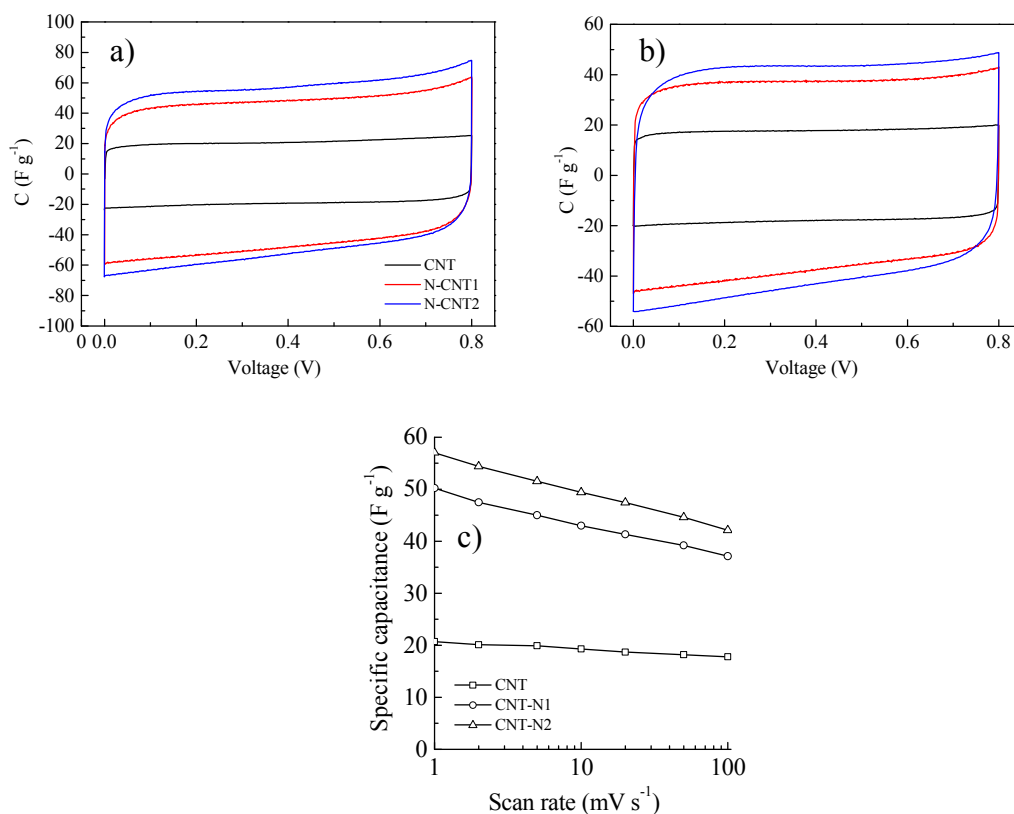 a)
100
80
60
40
20
0
-20
-40
-60
-80
-100
C (F g⁻¹)
0.0
0.2
0.4
0.6
0.8
Voltage (V)
CNT
N-CNT1
N-CNT2
b)
60
40
20
0
-20
-40
-60
C (F g⁻¹)
0.0
0.2
0.4
0.6
0.8
Voltage (V)
c)
60
50
40
30
20
10
0
Specific capacitance (F g⁻¹)
1
10
100
Scan rate (mV s⁻¹)
CNT
CNT-N1
CNT-N2